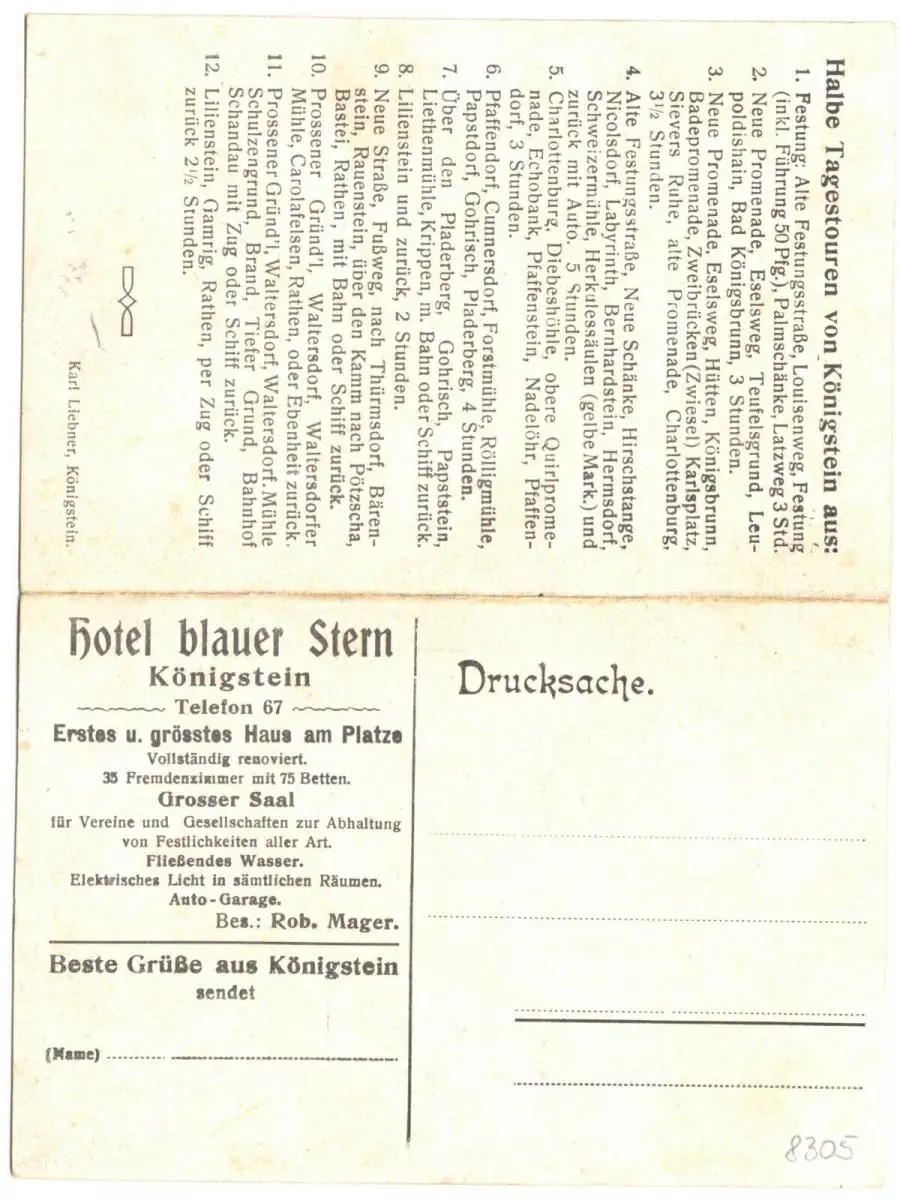 Halbe Tagestouren von Königstein aus:
1. Festung: Alte Festungsstraße, Louisenweg, Festung
(inkl. Führung 50 Pfg.), Palmschänke, Latzweg 3 Std.
2. Neue Promenade, Eselsweg, Teufelsgrund, Leu-
poldishain, Bad Königsbrunn, 3 Stunden.
3. Neue Promenade, Eselsweg, Hütten, Königsbrunn,
Badepromenade, Zweibrücken (Zwiesel) Karlsplatz,
Sievers Ruhe, alte Promenade, Charlottenburg,
3½ Stunden.
4. Alte Festungsstraße, Neue Schänke, Hirschstange,
Nicolsdorf, Labyrinth, Bernhardstein, Hermsdorf,
Schweizermühle, Herkulessäulen (gelbe Mark.) und
zurück mit Auto. 5 Stunden.
5. Charlottenburg, Diebeshöhle, obere Quirlprome-
nade, Echobank, Pfaffenstein, Nadelöhr, Pfaffen-
dorf, 3 Stunden.
6. Pfaffendorf, Cunnersdorf, Forstmühle, Rölligmühle,
Papstdorf, Gohrisch, Pladerberg, 4 Stunden.
7. Über den Pladerberg, Gohrisch, Papststein,
Liethenmühle, Krippen, m. Bahn oder Schiff zurück.
8. Lilienstein und zurück, 2 Stunden.
9. Neue Straße, Fußweg, nach Thürmsdorf, Bären-
stein, Rauenstein, über den Kamm nach Pötzscha,
Bastei, Rathen, mit Bahn oder Schiff zurück.
10. Prossener Gründ'l, Waltersdorf, Waltersdorfer
Mühle, Carolafelsen, Rathen, oder Ebenheit zurück.
11. Prossener Gründ'l, Waltersdorf, Waltersdorf. Mühle
Schulzengrund, Brand, Tiefer Grund, Bahnhof
Schandau mit Zug oder Schiff zurück.
12. Lilienstein, Gamrig, Rathen, per Zug oder Schiff
zurück 2½ Stunden.
Karl Liebner, Königstein.
Hotel blauer Stern
Königstein
Telefon 67
Erstes u. grösstes Haus am Platze
Vollständig renoviert.
35 Fremdenzimmer mit 75 Betten.
Grosser Saal
für Vereine und Gesellschaften zur Abhaltung
von Festlichkeiten aller Art.
Fließendes Wasser.
Elektrisches Licht in sämtlichen Räumen.
Auto-Garage.
Bes.: Rob. Mager.
Beste Grüße aus Königstein
sendet
(Name)
Drucksache.
8305